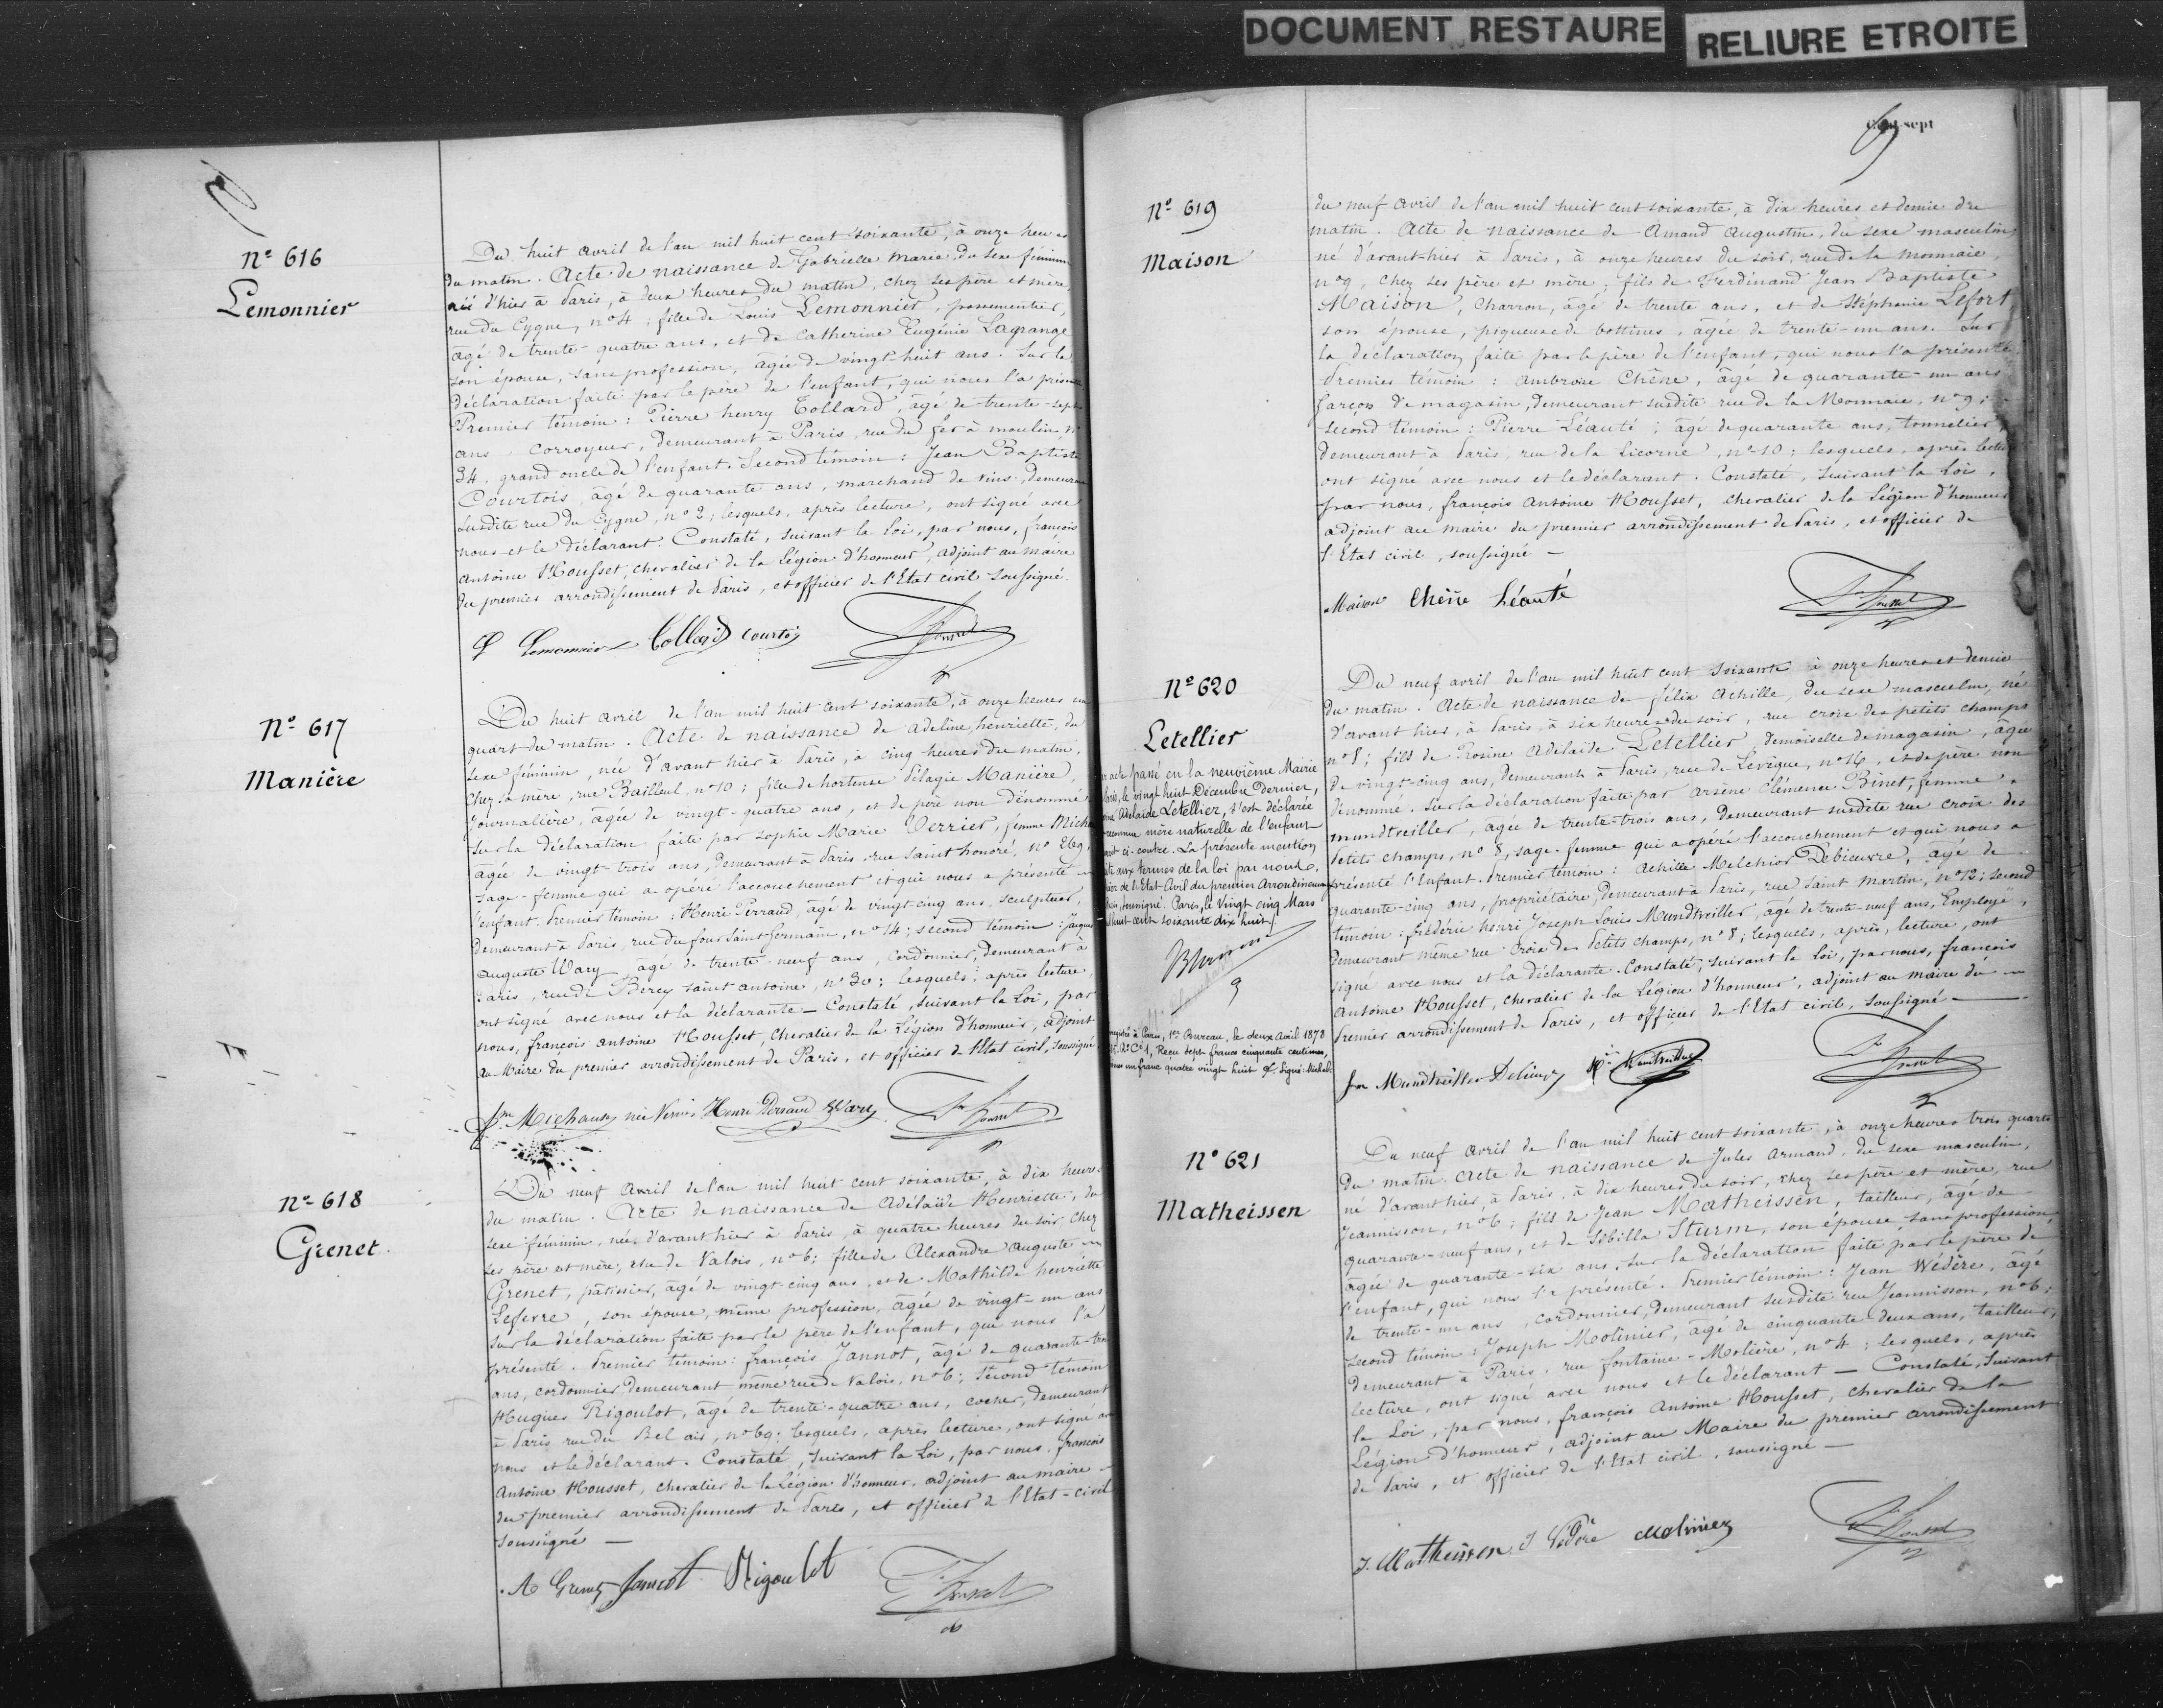 DOCUMENT RESTAURE
RELIURE ETROITE
Nº 616
Lemonnier
Du huit avril de l'an mil huit cent soixante, à onze heures
du matin. Acte de naissance de Gabrielle Marie, du sexe féminin
née d'hier à Paris, à deux heures du matin, chez ses père et mère,
rue du Cygne, nº 4; fille de Louis Lemonnier, passementier,
âgé de trente-quatre ans, et de Catherine Eugénie Lagrange
son épouse, sans profession, âgée de vingt-huit ans. Sur la
déclaration faite par le père de l'enfant, qui nous l'a présenté.
Premier témoin: Pierre henry Collard, âgé de trente-sept
ans, corroyeur, demeurant à Paris, rue du fer à moulin, nº
34, grand oncle de l'enfant. Second témoin: Jean Baptiste
Courtois, âgé de quarante ans, marchand de vins, demeurant
susdite rue du Cygne, nº 2; lesquels, après lecture, ont signé avec
nous et le déclarant. Constaté, suivant la loi, par nous, françois
antoine Housset, chevalier de la Légion d'honneur, adjoint au maire
du premier arrondissement de Paris, et officier de l'Etat civil soussigné.
Lemonnier Collard Courtois
Nº 617
Manière
Du huit avril de l'an mil huit cent soixante, à onze heures un
quart du matin. Acte de naissance de adeline henriette, du
sexe féminin, née d'avant hier à Paris, à cinq heures du matin,
chez sa mère, rue Bailleul, nº 10; fille de hortense Pélagie Manière,
Journalière, âgée de vingt-quatre ans, et de père non dénommé.
Sur la déclaration faite par sophie Marie Verrier, femme Mich
âgée de vingt-trois ans, demeurant à Paris, rue saint honoré, nº 269,
sage-femme qui a opéré l'accouchement et qui nous a présenté
l'enfant. Premier témoin: Henri Perraud, âgé de vingt-cinq ans, sculpteur,
demeurant à Paris, rue du four Saint Germain, nº 14; second témoin: Jacques
auguste Wary, âgé de trente-neuf ans, cordonnier, demeurant à
Paris, rue de Bercy saint antoine, nº 30; lesquels, après lecture,
ont signé avec nous et la déclarante — Constaté, suivant la Loi, par
nous, françois antoine Housset, Chevalier de la Légion d'honneur, adjoint
au Maire du premier arrondissement de Paris, et officier de l'Etat civil, soussigné
Nº 618
Grenet
Du neuf avril de l'an mil huit cent soixante, à dix heures
du matin. Acte de naissance de Adélaïde Henriette, du
sexe féminin, née d'avant hier à Paris, à quatre heures du soir, chez
ses père et mère, rue de Valois, nº 6; fille de Alexandre auguste
Grenet, pâtissier, âgé de vingt-cinq ans, et de Mathilde henriette
Lefevre, son épouse, même profession, âgée de vingt-un ans
Sur la déclaration faite par le père de l'enfant, qui nous l'a
présenté. Premier témoin: françois Jannot, âgé de quarante-trois
ans, cordonnier, demeurant même rue de Valois, nº 6; Second témoin
Hugues Rigoulot, âgé de trente-quatre ans, cocher, demeurant
à Paris rue du Bel air, nº 69; lesquels, après lecture, ont signé avec
nous et le déclarant. Constaté, suivant la Loi, par nous, françois
Antoine Housset, chevalier de la Légion d'honneur, adjoint au maire
du premier arrondissement de Paris, et officier de l'Etat-civil
soussigné —
A Grenet Jannot Rigoulot
Cent-sept
Nº 619
Maison
du neuf avril de l'an mil huit cent soixante, à dix heures et demie du
matin. Acte de naissance de Amand augustin, du sexe masculin,
né d'avant-hier à Paris, à onze heures du soir, rue de la monnaie,
nº 9, chez ses père et mère; fils de Ferdinand Jean Baptiste
Maison, charron, âgé de trente ans, et de Stéphanie Lefort,
son épouse, piqueuse de bottines, âgée de trente-un ans. Sur
la déclaration faite par le père de l'enfant, qui nous l'a présenté.
Premier témoin: ambroise Chêne, âgé de quarante-un ans
garçon de magasin, demeurant susdite rue de la Monnaie, nº 9;
second témoin: Pierre Léauté; âgé de quarante ans, tonnelier,
demeurant à Paris, rue de la Licorne, nº 10; lesquels, après lecture
ont signé avec nous et le déclarant. Constaté, suivant la Loi,
par nous, françois antoine Housset, chevalier de la Légion d'honneur
adjoint au maire du premier arrondissement de Paris, et officier de
l'Etat civil, soussigné —
Maison Chêne Léauté
Nº 620
Letellier
acte passé en la neuvième Mairie
Paris, le vingt huit Décembre dernier,
Adelaïde Letellier, s'est déclarée
reconnue mère naturelle de l'enfant
ci-contre. La présente mention
aux termes de la loi par nous
de l'Etat-Civil du premier Arrondissement
soussigné. Paris, le Vingt cinq Mars
huit cent soixante dix huit.
à Paris, 1er Bureau, le deux avril 1878
Reçu sept francs cinquante centimes,
un franc quatre vingt huit Signé: Michel
Du neuf avril de l'an mil huit cent soixante à onze heures et demie
du matin. Acte de naissance de félix achille, du sexe masculin, né
d'avant hier, à Paris, à six heures du soir, rue croix des petits champs
nº 8; fils de Rosine adelaide Letellier, demoiselle de magasin, âgée
de vingt-cinq ans, demeurant à Paris, rue de Lévêque, nº 16, et de père non
dénommé. Sur la déclaration faite par arsène Clémence Binet, femme
mundtveiller, âgée de trente-trois ans, demeurant susdite rue croix des
Petits champs, nº 8, sage-femme qui a opéré l'accouchement et qui nous a
présenté l'enfant. Premier témoin: Achille Melchior Debieuvre, âgé de
quarante-cinq ans, propriétaire, demeurant à Paris, rue saint martin, nº 12; second
témoin: frédéric henri Joseph Louis Mundtveiller, âgé de trente-neuf ans, Employé,
demeurant même rue Croix des Petits champs, nº 8; lesquels, après, lecture, ont
signé avec nous et la déclarante. Constaté, suivant la Loi, par nous, françois
Antoine Housset, chevalier de la Légion d'honneur, adjoint au maire du
Premier arrondissement de Paris, et officier de l'Etat civil, soussigné —
Nº 621
Matheissen
Du neuf avril de l'an mil huit cent soixante, à onze heures trois quarts
du matin. acte de naissance de Jules armand, du sexe masculin,
né d'avant hier, à Paris, à dix heures du soir, chez ses père et mère, rue
Jeannisson, nº 6; fils de Jean Matheissen, tailleur, âgé de
quarante-neuf ans, et de Sibilla Sturm, son épouse, sans profession,
âgée de quarante-six ans. Sur la déclaration faite par le père de
l'enfant, qui nous l'a présenté. Premier témoin: Jean Wédère, âgé
de trente-un ans, cordonnier, demeurant susdite rue Jeannisson, nº 6;
second témoin: Joseph Molinier, âgé de cinquante deux ans, tailleur,
demeurant à Paris, rue fontaine-Molière, nº 4; lesquels, après
lecture, ont signé avec nous et le déclarant — Constaté, suivant
la Loi, par nous, françois Antoine Housset, chevalier de la
Légion d'honneur, adjoint au Maire du premier arrondissement
de Paris, et officier de l'Etat civil, soussigné —
J. Matheissen Molinier